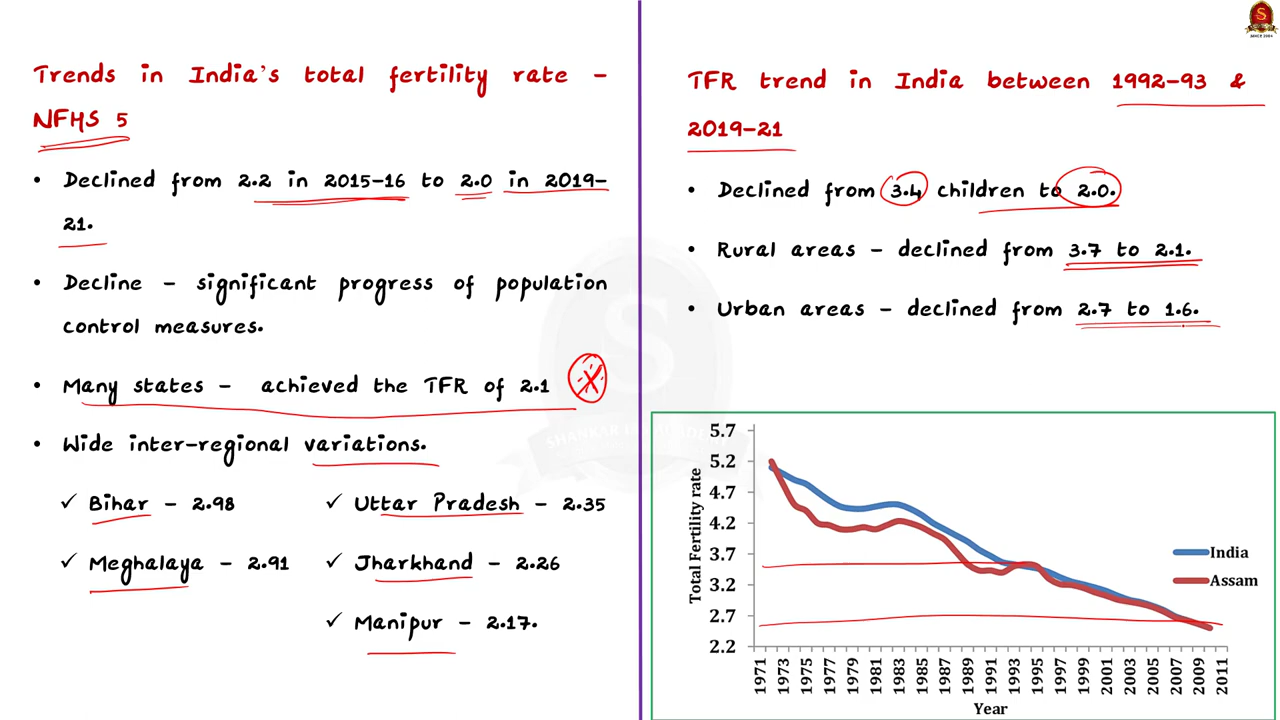 Trends in India's total fertility rate –
NFHS 5
• Declined from 2.2 in 2015-16 to 2.0 in 2019-
21.
• Decline – significant progress of population
control measures.
• Many states – achieved the TFR of 2.1
• Wide inter-regional variations.
✓ Bihar – 2.98
✓ Uttar Pradesh – 2.35
✓ Meghalaya – 2.91
✓ Jharkhand – 2.26
✓ Manipur – 2.17.
TFR trend in India between 1992-93 &
2019-21
• Declined from 3.4 children to 2.0.
• Rural areas – declined from 3.7 to 2.1.
• Urban areas – declined from 2.7 to 1.6.
Total Fertility rate
5.7
5.2
4.7
4.2
3.7
3.2
2.7
2.2
India
Assam
1971 1973 1975 1977 1979 1981 1983 1985 1987 1989 1991 1993 1995 1997 1999 2001 2003 2005 2007 2009 2011
Year
S
SINCE 2004